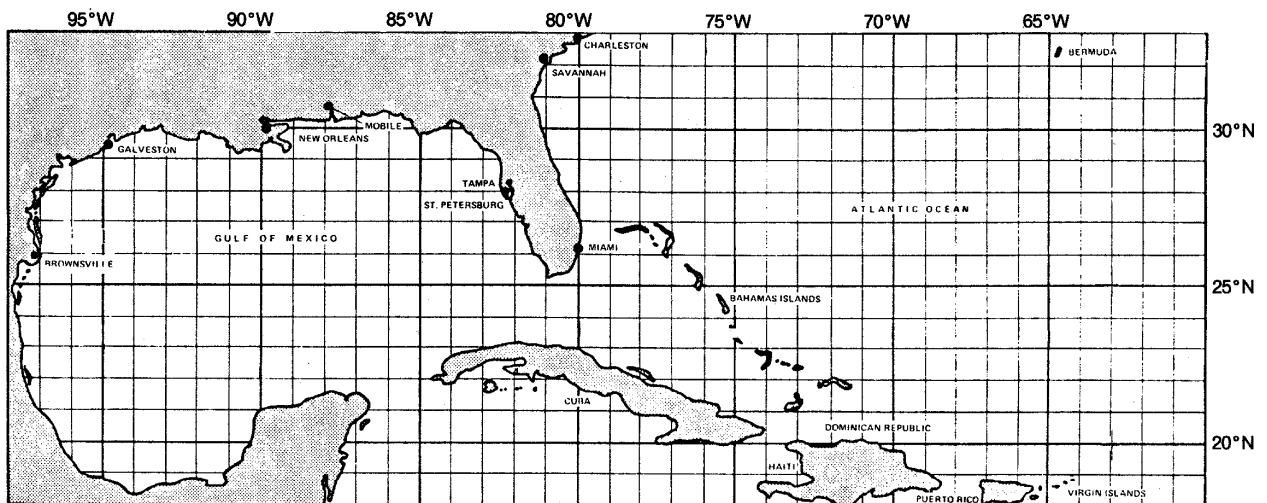 95°W 90°W 85°W 80°W 75°W 70°W 65°W
CHARLESTON
BERMUDA
SAVANNAH
MOBILE
30°N
NEW ORLEANS
GALVESTON
TAMPA
ST. PETERSBURG
ATLANTIC OCEAN
GULF OF MEXICO
MIAMI
BROWNSVILLE
25°N
BAHAMAS ISLANDS
CUBA
DOMINICAN REPUBLIC
20°N
HAITI
PUERTO RICO
VIRGIN ISLANDS